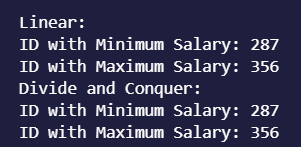 Linear:
ID with Minimum Salary: 287
ID with Maximum Salary: 356
Divide and Conquer:
ID with Minimum Salary: 287
ID with Maximum Salary: 356